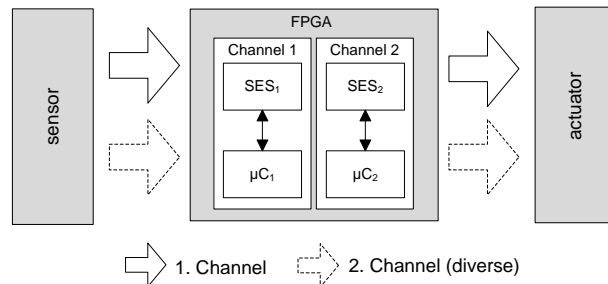 FPGA
sensor
Channel 1
Channel 2
SES₁
SES₂
µC₁
µC₂
actuator
1. Channel
2. Channel (diverse)